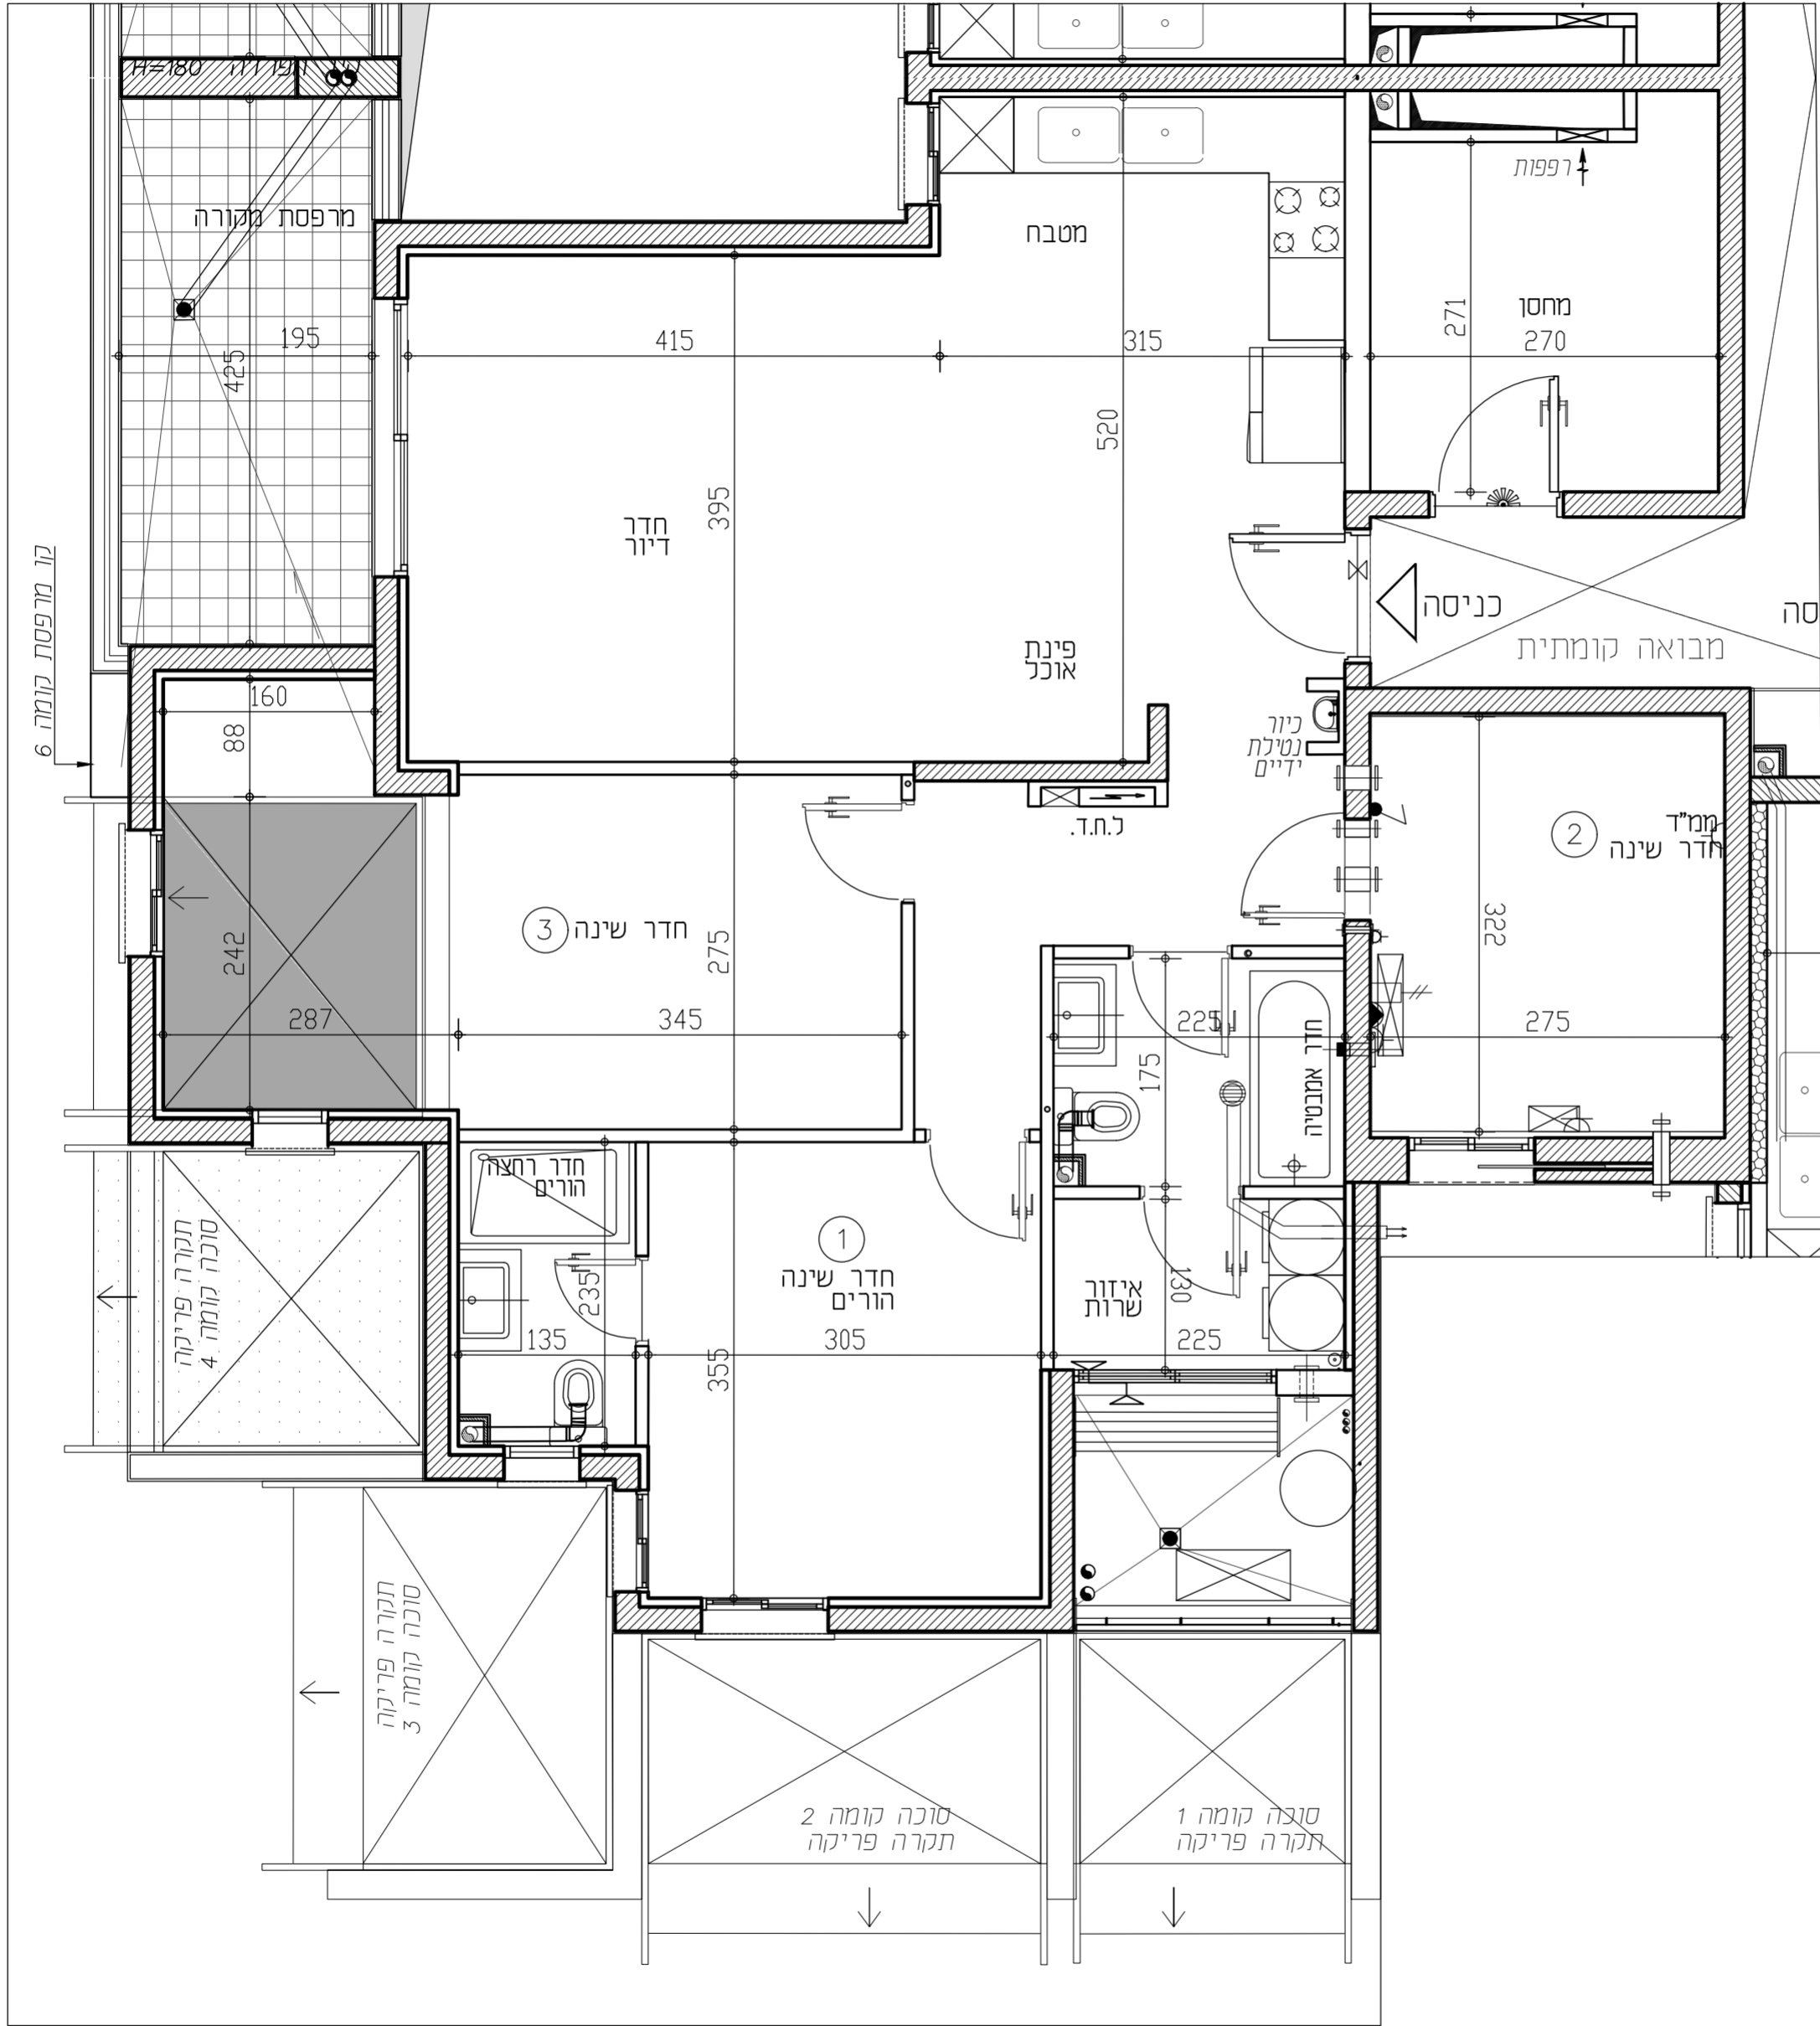 H=180
מרפסת מקורה
195
425
מטבח
415
315
520
395
חדר
דיור
רפפות
מחסן
271
270
כניסה
סה
מבואה קומתית
קו מרפסת קומה 6
פינת
אוכל
כיור
נטילת
ידיים
160
88
ל.ח.ד.
2
ממ"ד
חדר שינה
322
275
3
חדר שינה
275
242
287
345
225
175
חדר אמבטיה
חדר רחצה
הורים
235
135
1
חדר שינה
הורים
305
355
איזור
שרות
130
225
תקרה פריקה
סוכה קומה 4
תקרה פריקה
סוכה קומה 3
סוכה קומה 2
תקרה פריקה
סוכה קומה 1
תקרה פריקה